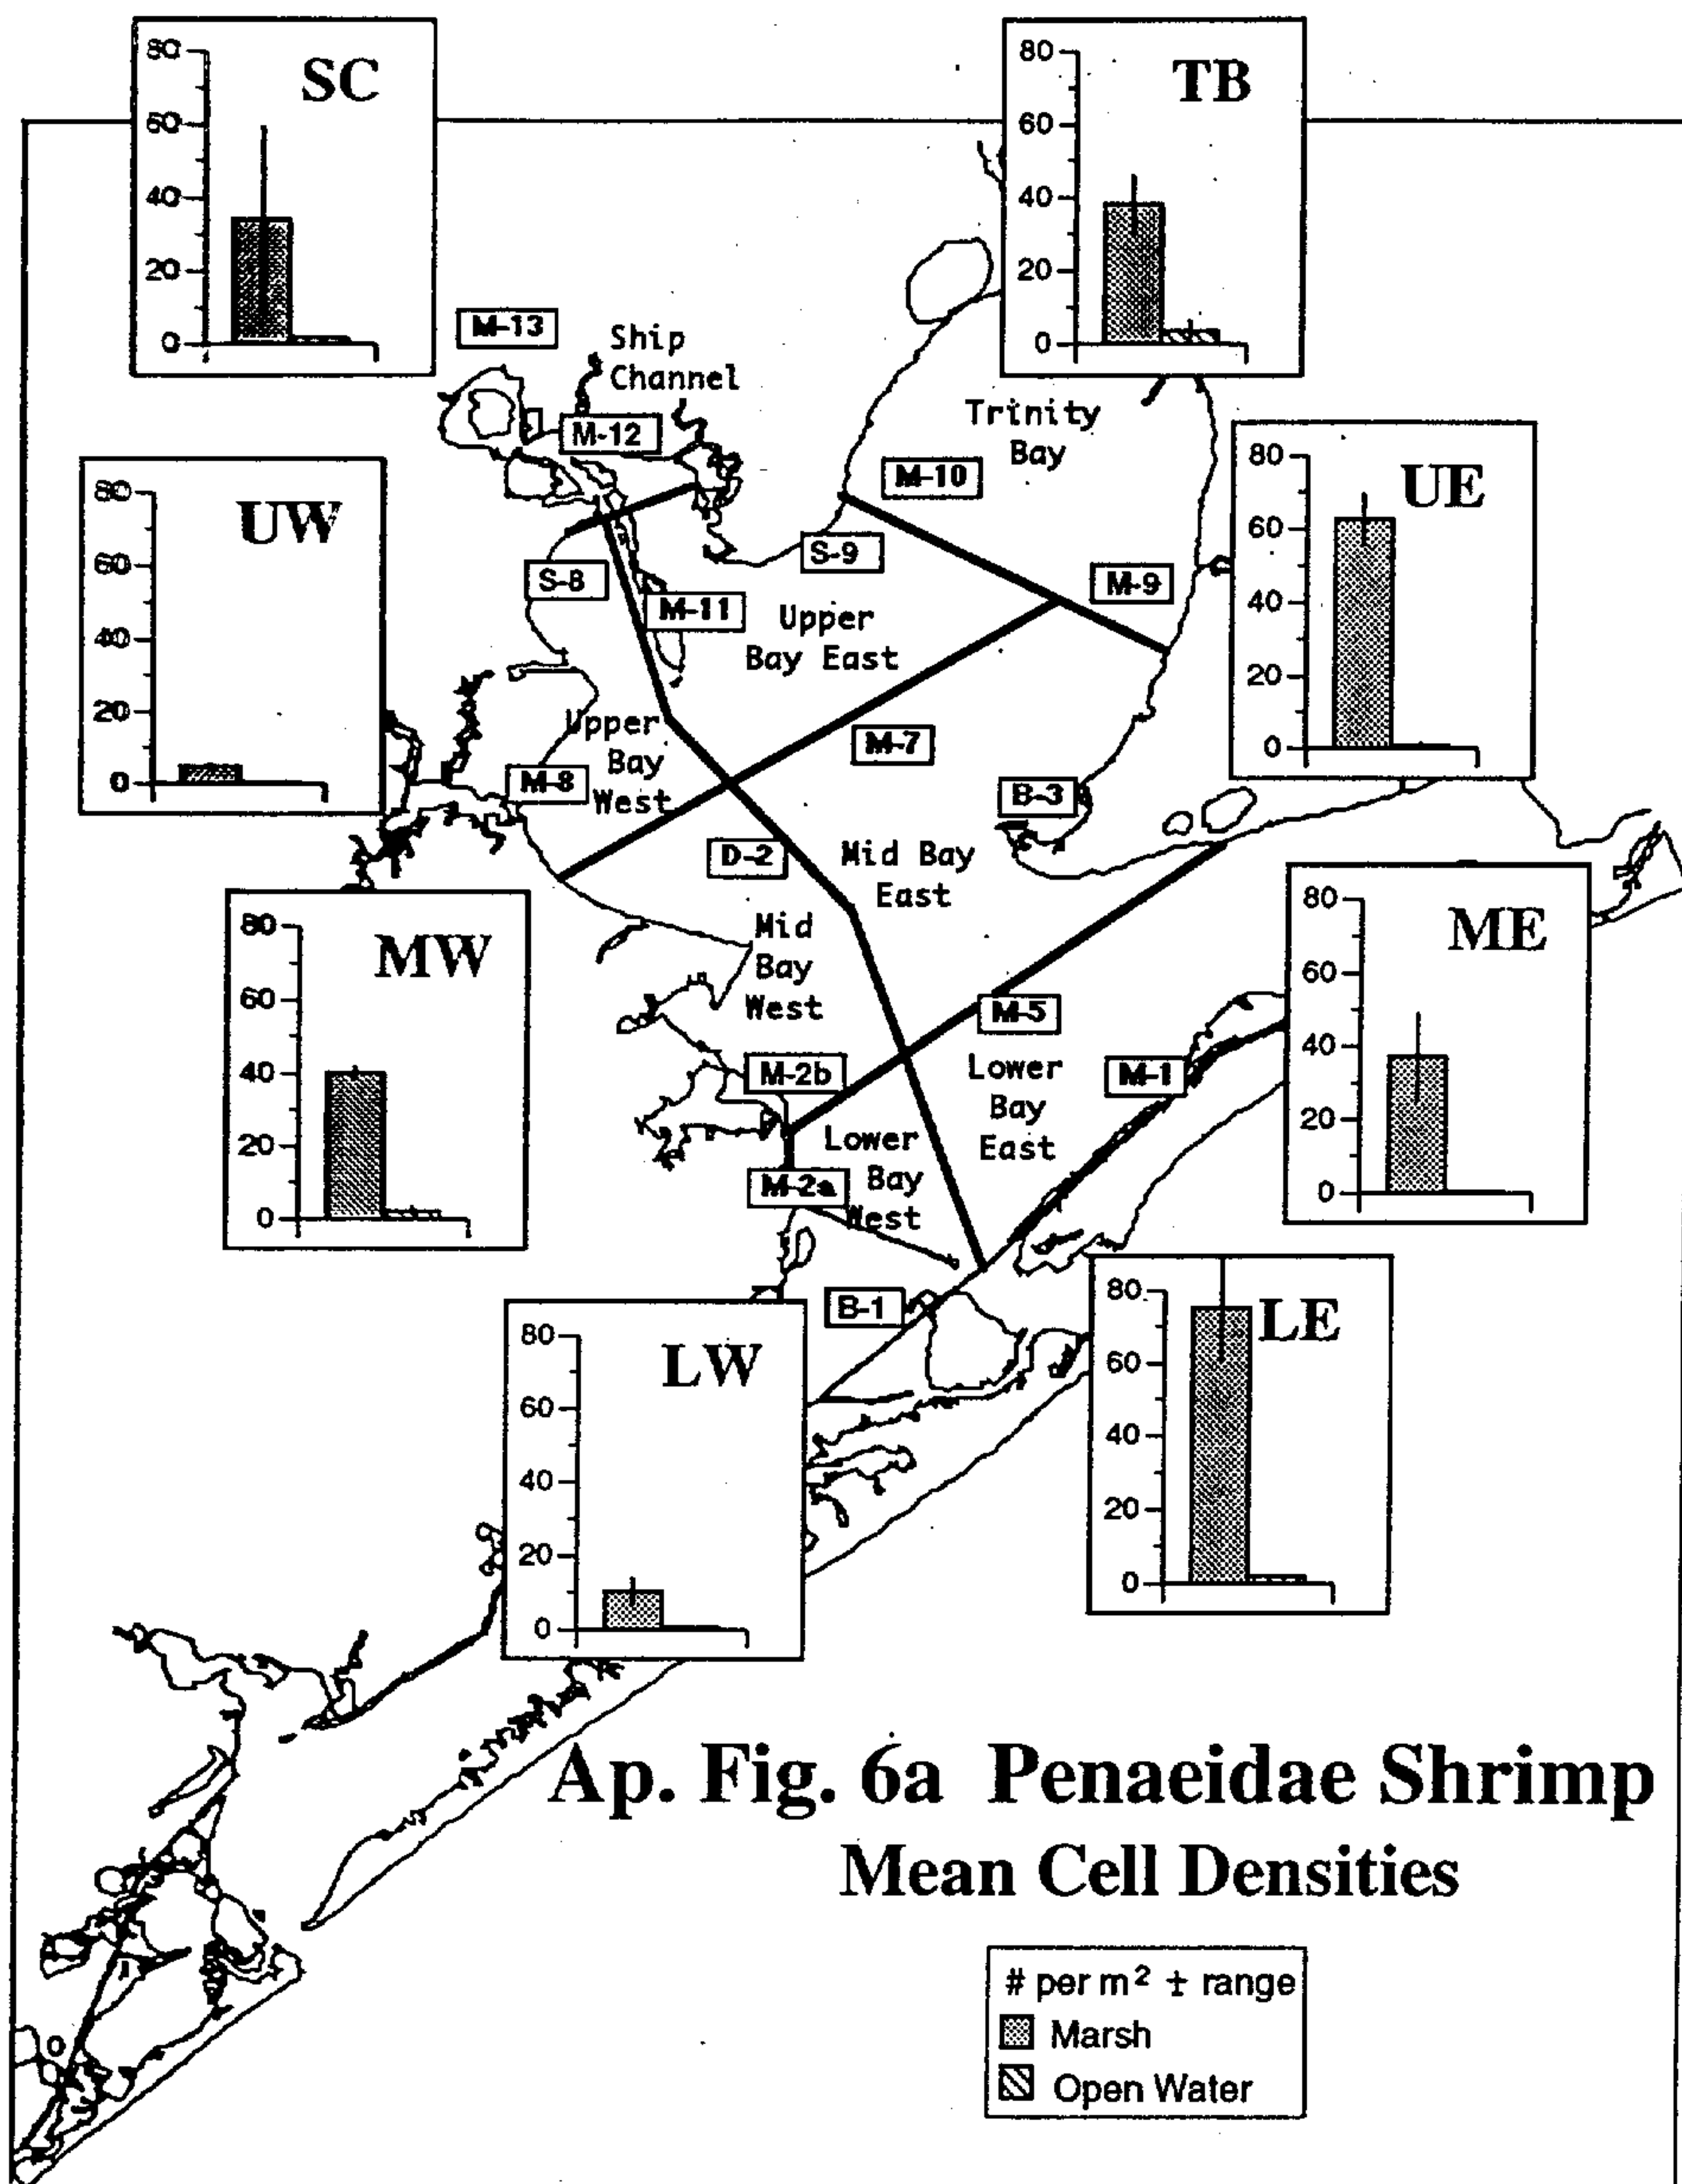 SC
80
60
40
20
0
TB
80
60
40
20
0
M-13
Ship
Channel
M-12
Trinity
Bay
M-10
UE
80
60
40
20
0
UW
80
60
40
20
0
S-9
S-8
M-9
M-11
Upper
Bay East
Upper
Bay
West
M-7
M-8
B-3
D-2
Mid Bay
East
Mid
Bay
West
ME
80
60
40
20
0
MW
80
60
40
20
0
M-5
M-2b
Lower
Bay
East
M-1
Lower
Bay
West
M-2a
B-1
LE
80
60
40
20
0
LW
80
60
40
20
0
Ap. Fig. 6a Penaeidae Shrimp
Mean Cell Densities
# per m² ± range
Marsh
Open Water